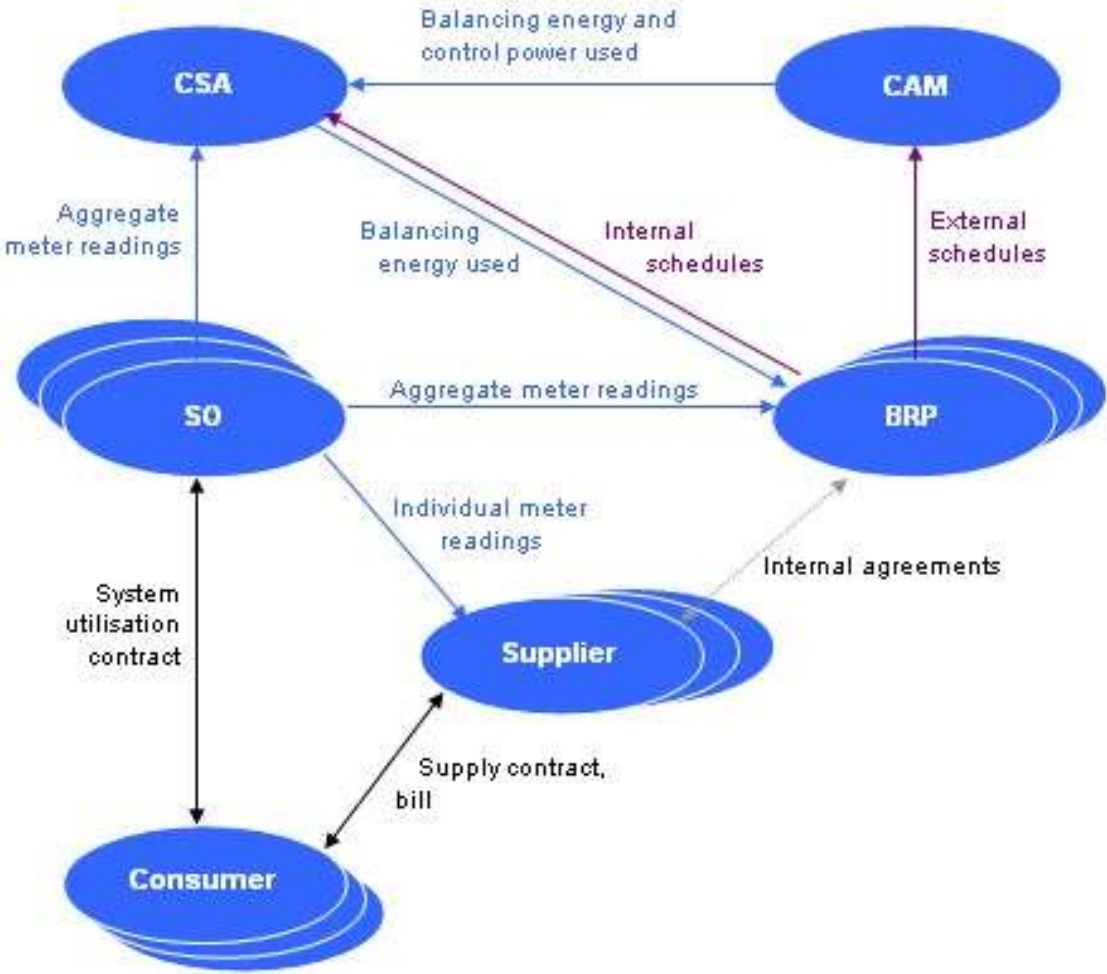 Balancing energy and
control power used
CSA
CAM
Aggregate
meter readings
Balancing
energy used
Internal
schedules
External
schedules
Aggregate meter readings
SO
BRP
Individual meter
readings
Internal agreements
System
utilisation
contract
Supplier
Supply contract,
bill
Consumer